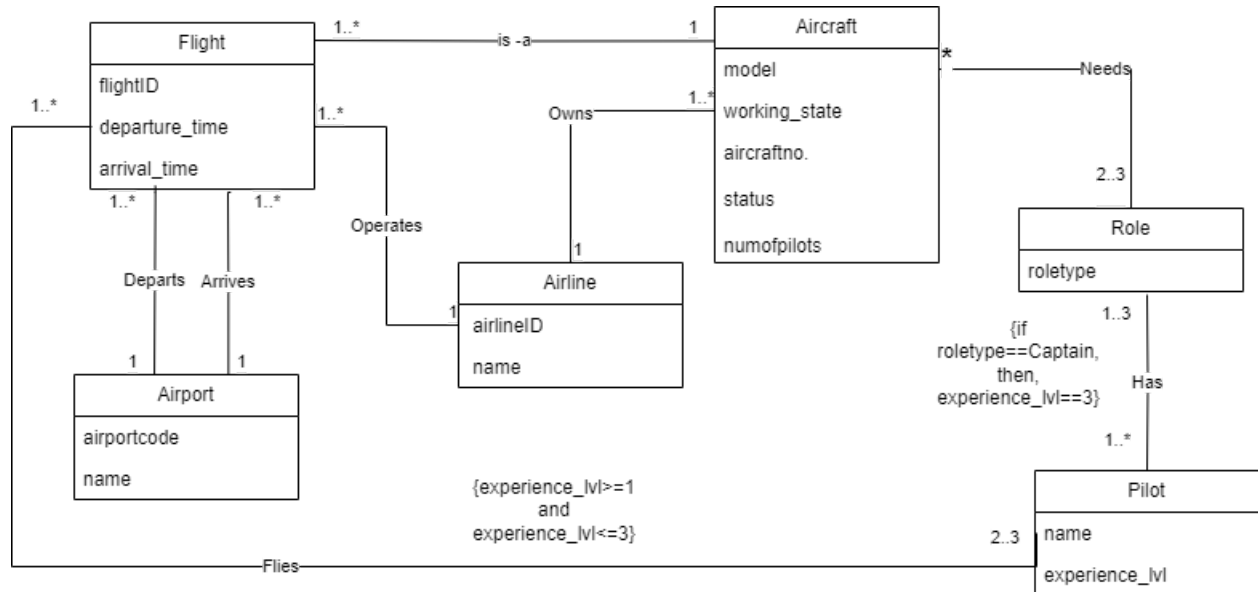 Flight
flightID
departure_time
arrival_time
1..*
is -a
1
Aircraft
model
working_state
aircraftno.
status
numofpilots
*
Needs
2..3
Role
roletype
1..*
1..*
Operates
1
Owns
1..*
1
Airline
airlineID
name
1..*
1..*
Departs
Arrives
1
1
Airport
airportcode
name
1..3
{if
roletype==Captain,
then,
experience_lvl==3}
Has
1..*
Pilot
name
experience_lvl
{experience_lvl>=1
and
experience_lvl<=3}
2..3
Flies